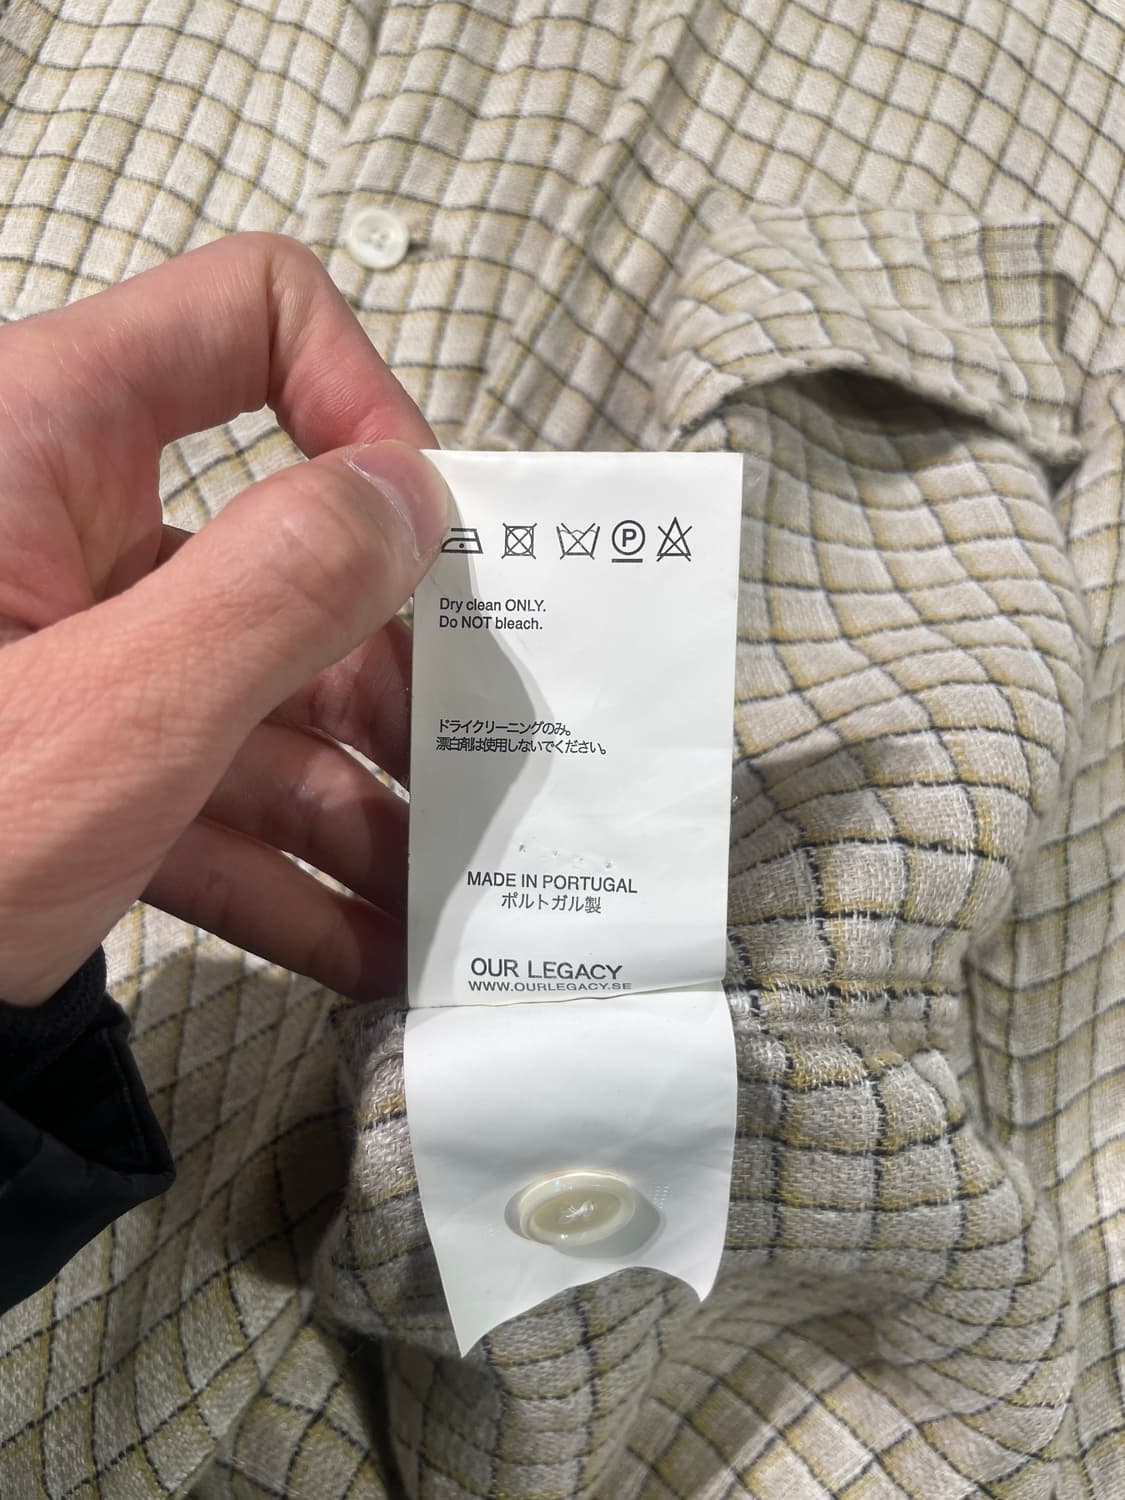 P
Dry clean ONLY.
Do NOT bleach.
ドライクリーニングのみ。
漂白剤は使用しないでください。
MADE IN PORTUGAL
ポルトガル製
OUR LEGACY
WWW.OURLEGACY.SE